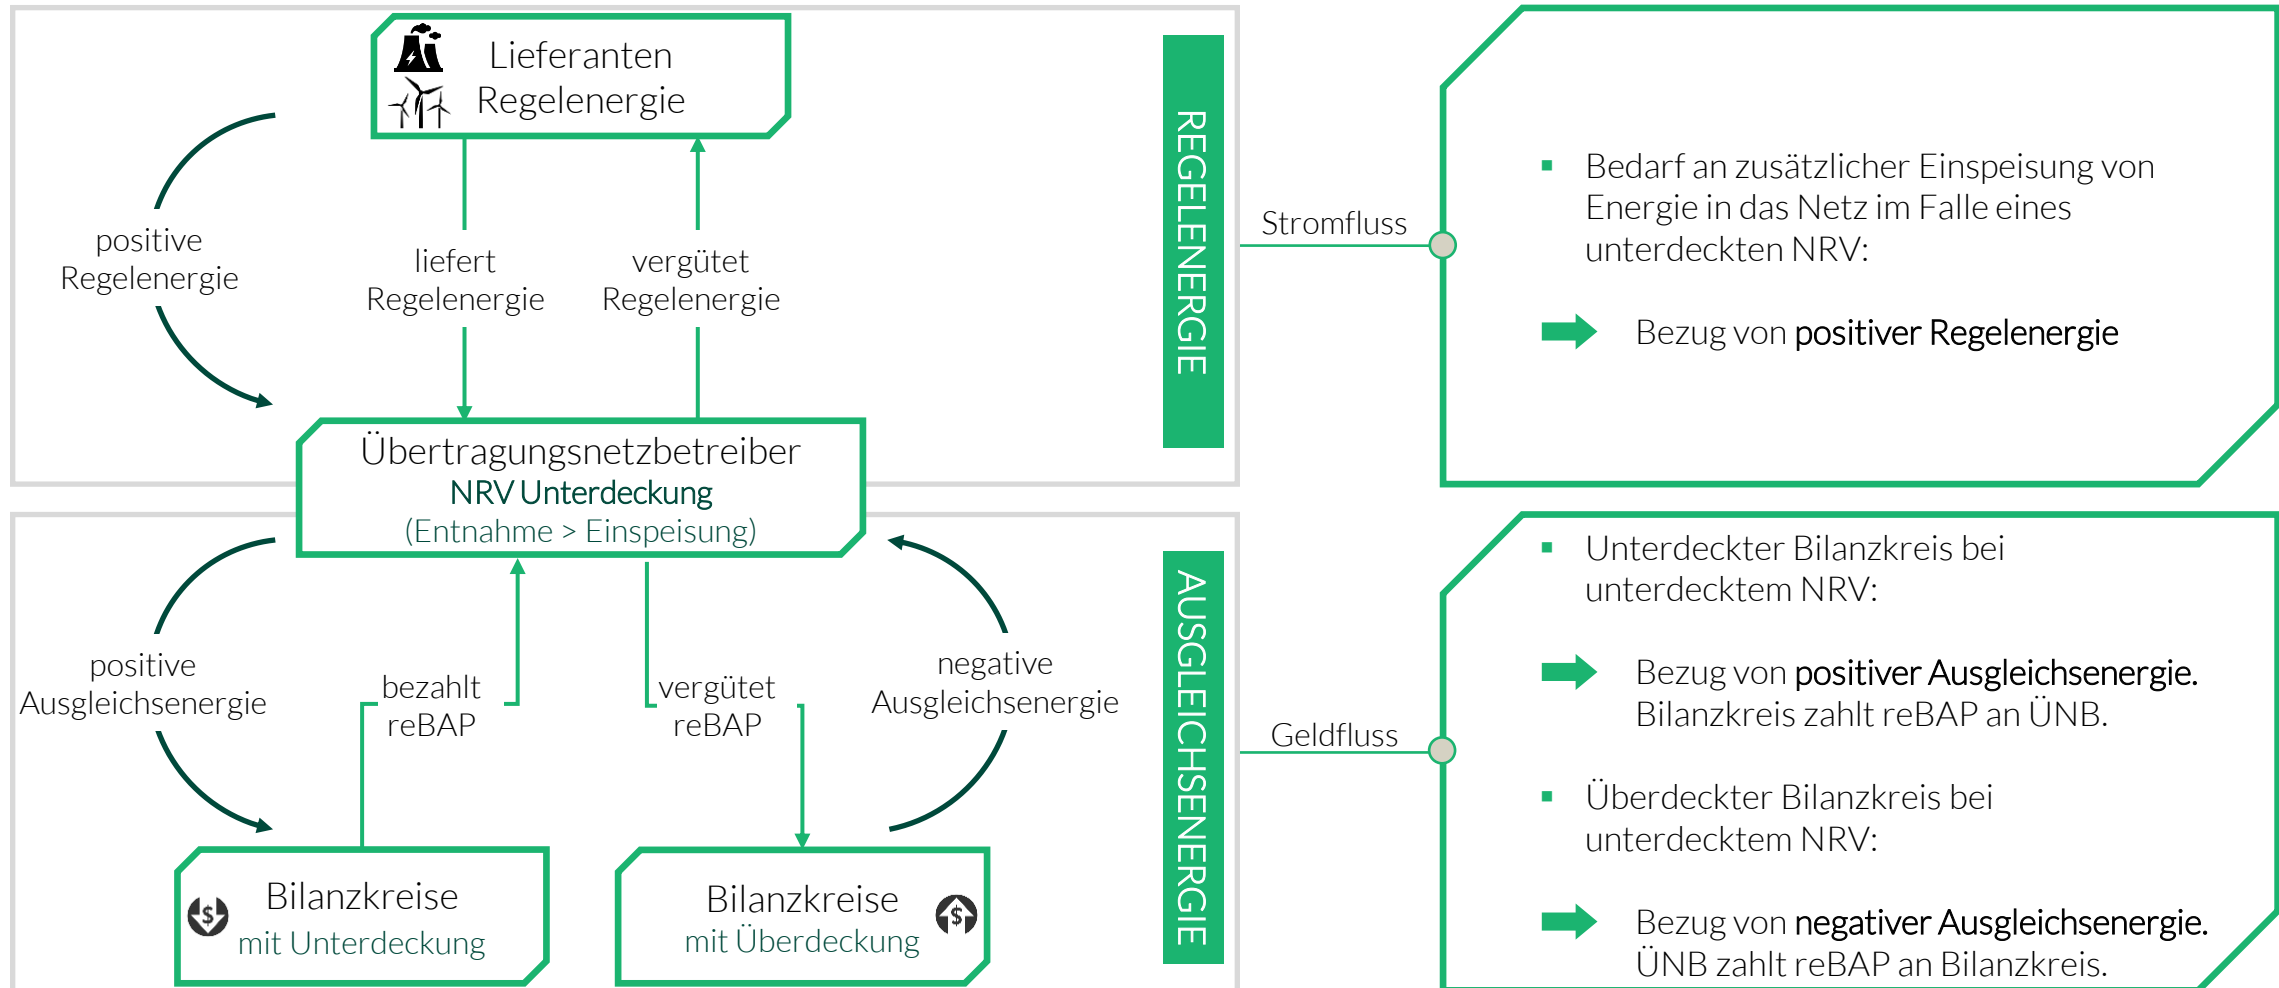 Lieferanten
Regelenergie
positive
Regelenergie
liefert
Regelenergie
vergütet
Regelenergie
REGELENERGIE
Übertragungsnetzbetreiber
NRV Unterdeckung
(Entnahme > Einspeisung)
positive
Ausgleichsenergie
bezahlt
reBAP
vergütet
reBAP
negative
Ausgleichsenergie
AUSGLEICHSENERGIE
Bilanzkreise
mit Unterdeckung
Bilanzkreise
mit Überdeckung
Stromfluss
▪ Bedarf an zusätzlicher Einspeisung von
Energie in das Netz im Falle eines
unterdeckten NRV:
Bezug von positiver Regelenergie
Geldfluss
▪ Unterdeckter Bilanzkreis bei
unterdecktem NRV:
Bezug von positiver Ausgleichsenergie.
Bilanzkreis zahlt reBAP an ÜNB.
▪ Überdeckter Bilanzkreis bei
unterdecktem NRV:
Bezug von negativer Ausgleichsenergie.
ÜNB zahlt reBAP an Bilanzkreis.